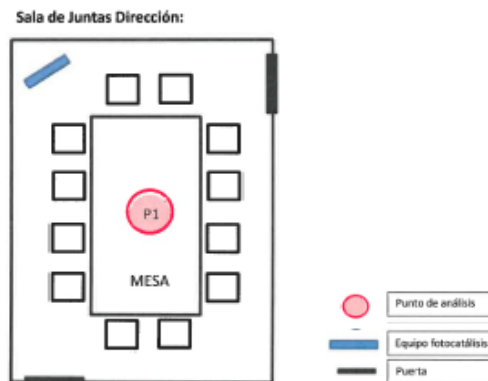 Sala de Juntas Dirección:
P1
MESA
Punto de análisis
Equipo fotocatálisis
Puerta